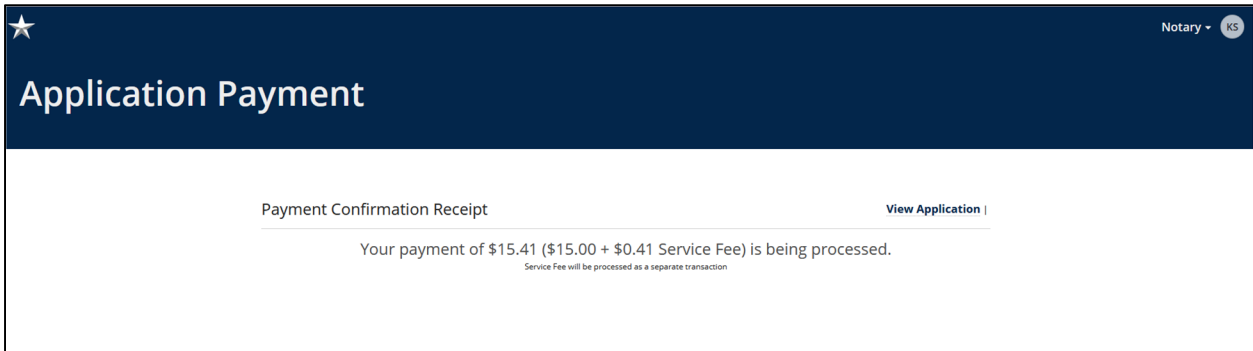 Notary
KS
Application Payment
Payment Confirmation Receipt
View Application |
Your payment of $15.41 ($15.00 + $0.41 Service Fee) is being processed.
Service Fee will be processed as a separate transaction